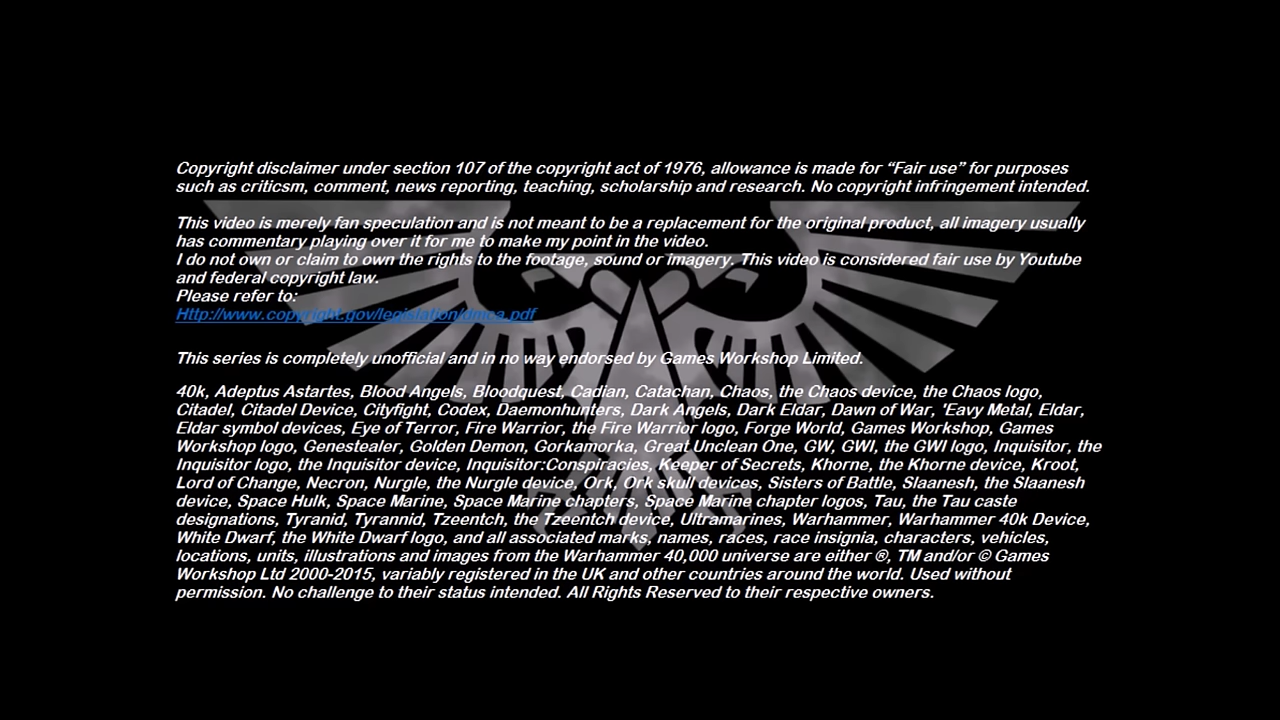 Copyright disclaimer under section 107 of the copyright act of 1976, allowance is made for “Fair use” for purposes
such as criticsm, comment, news reporting, teaching, scholarship and research. No copyright infringement intended.
This video is merely fan speculation and is not meant to be a replacement for the original product, all imagery usually
has commentary playing over it for me to make my point in the video.
I do not own or claim to own the rights to the footage, sound or imagery. This video is considered fair use by Youtube
and federal copyright law.
Please refer to:
Http://www.copyright.gov/legislation/dmca.pdf
This series is completely unofficial and in no way endorsed by Games Workshop Limited.
40k, Adeptus Astartes, Blood Angels, Bloodquest, Cadian, Catachan, Chaos, the Chaos device, the Chaos logo,
Citadel, Citadel Device, Cityfight, Codex, Daemonhunters, Dark Angels, Dark Eldar, Dawn of War, 'Eavy Metal, Eldar,
Eldar symbol devices, Eye of Terror, Fire Warrior, the Fire Warrior logo, Forge World, Games Workshop, Games
Workshop logo, Genestealer, Golden Demon, Gorkamorka, Great Unclean One, GW, GWI, the GWI logo, Inquisitor, the
Inquisitor logo, the Inquisitor device, Inquisitor:Conspiracies, Keeper of Secrets, Khorne, the Khorne device, Kroot,
Lord of Change, Necron, Nurgle, the Nurgle device, Ork, Ork skull devices, Sisters of Battle, Slaanesh, the Slaanesh
device, Space Hulk, Space Marine, Space Marine chapters, Space Marine chapter logos, Tau, the Tau caste
designations, Tyranid, Tyrannid, Tzeentch, the Tzeentch device, Ultramarines, Warhammer, Warhammer 40k Device,
White Dwarf, the White Dwarf logo, and all associated marks, names, races, race insignia, characters, vehicles,
locations, units, illustrations and images from the Warhammer 40,000 universe are either ®, TM and/or © Games
Workshop Ltd 2000-2015, variably registered in the UK and other countries around the world. Used without
permission. No challenge to their status intended. All Rights Reserved to their respective owners.